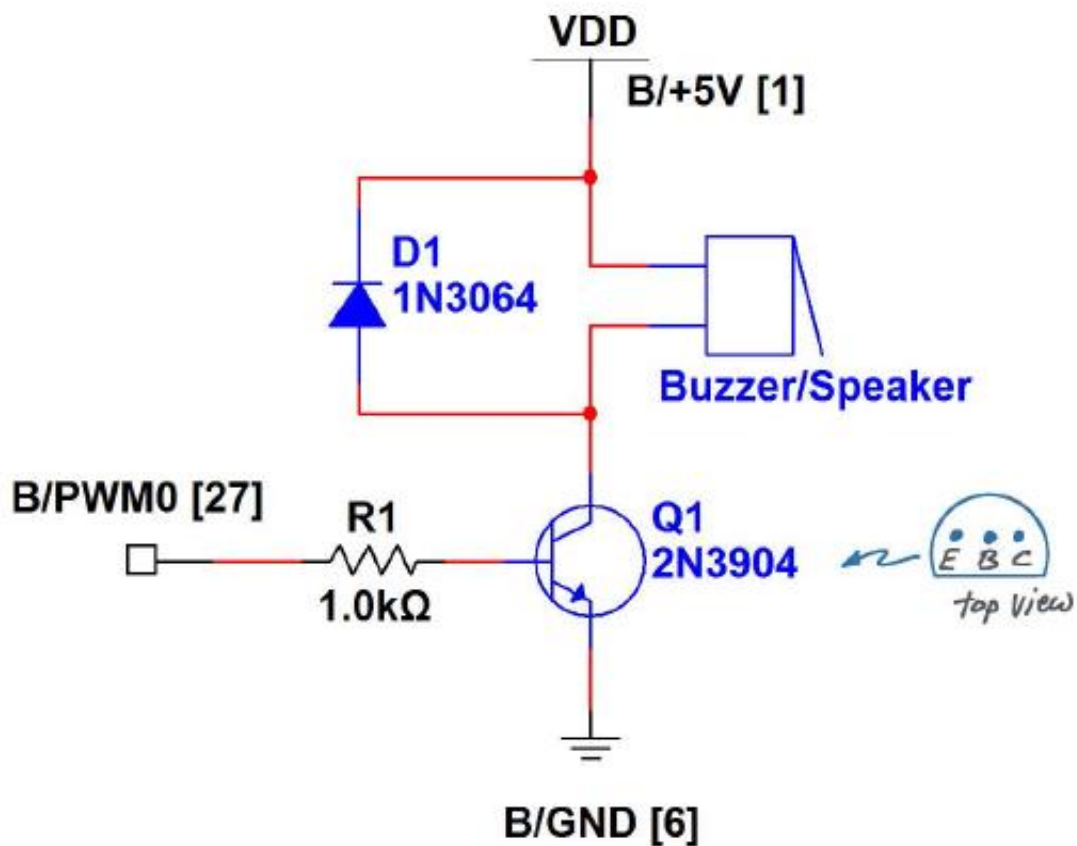 VDD
B/+5V [1]
D1
1N3064
Buzzer/Speaker
B/PWM0 [27]
R1
1.0kΩ
Q1
2N3904
E B C
top view
B/GND [6]